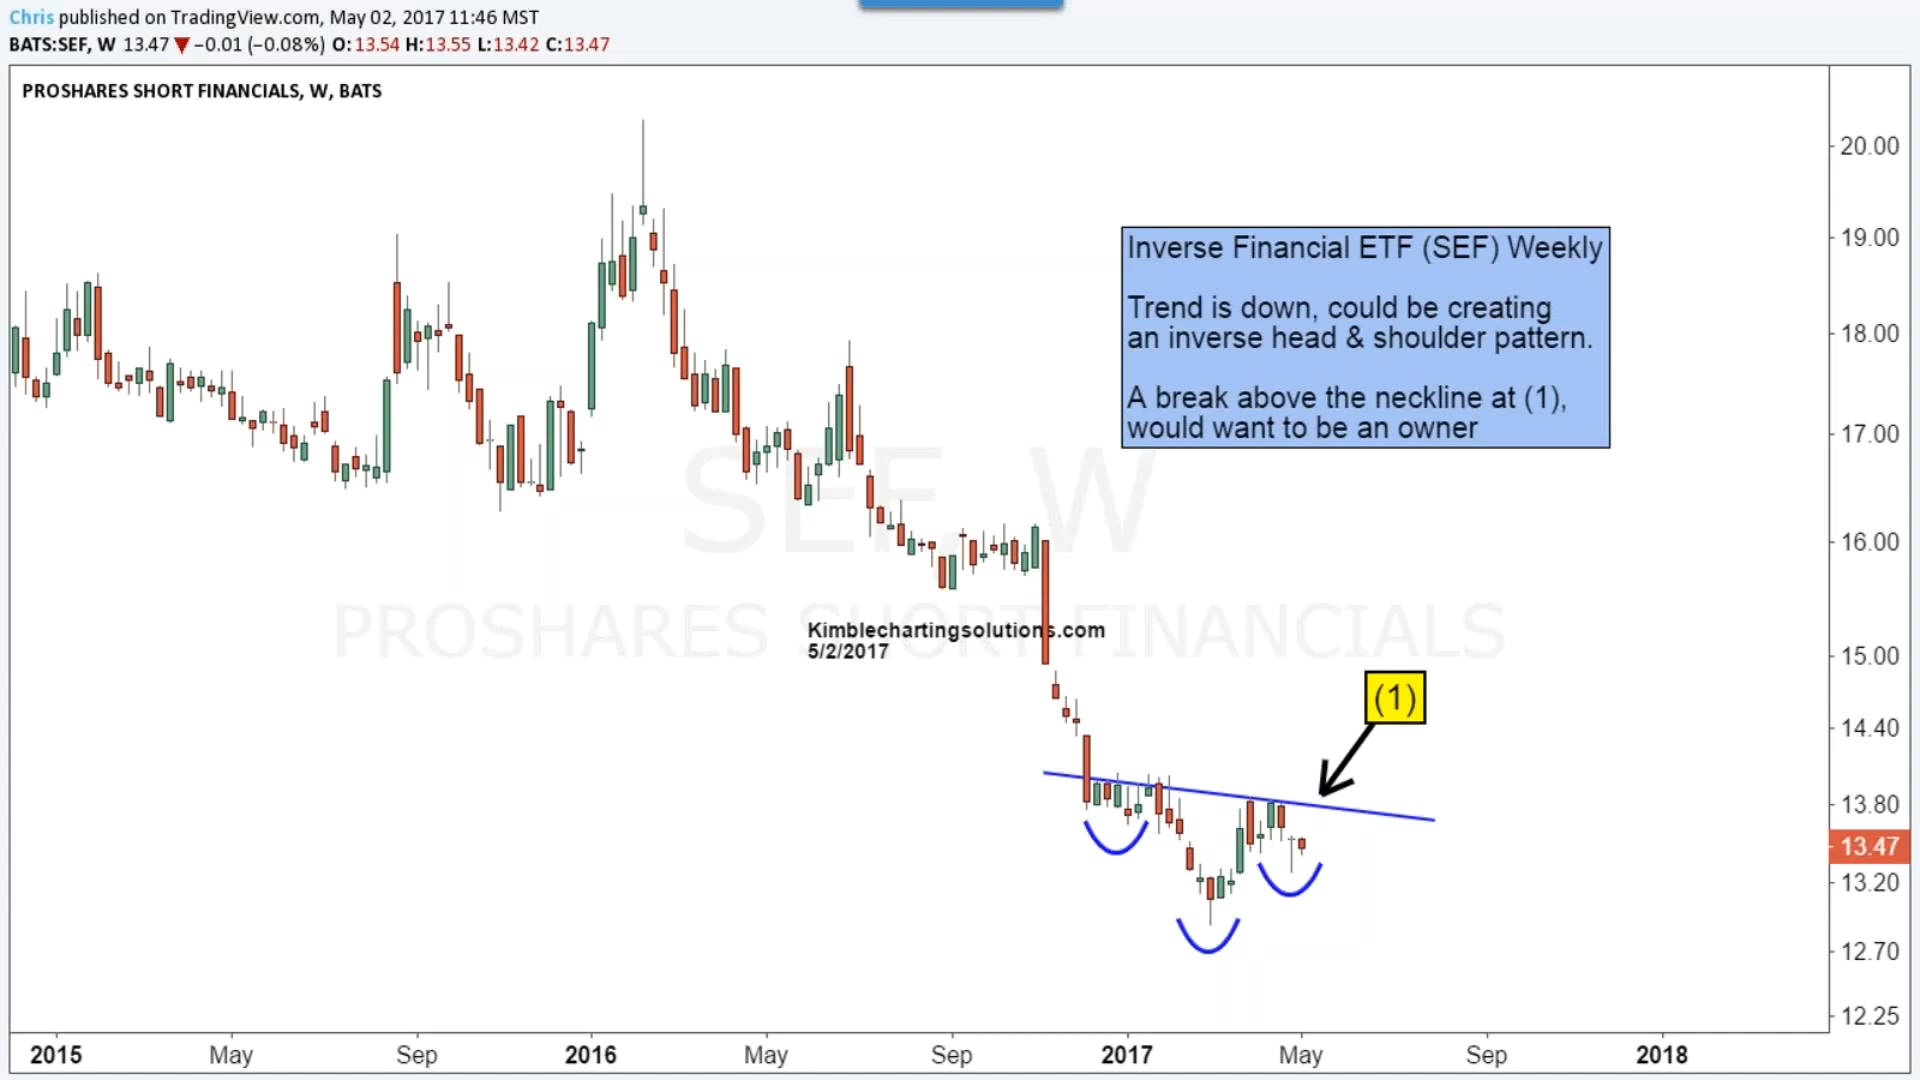 Chris published on TradingView.com, May 02, 2017 11:46 MST
BATS:SEF, W 13.47 ▼ −0.01 (−0.08%) O:13.54 H:13.55 L:13.42 C:13.47
PROSHARES SHORT FINANCIALS, W, BATS
Inverse Financial ETF (SEF) Weekly
Trend is down, could be creating
an inverse head & shoulder pattern.
A break above the neckline at (1),
would want to be an owner
SEF, W
PROSHARES SHORT FINANCIALS
Kimblechartingsolutions.com
5/2/2017
(1)
20.00
19.00
18.00
17.00
16.00
15.00
14.40
13.80
13.47
13.20
12.70
12.25
2015 May Sep 2016 May Sep 2017 May Sep 2018